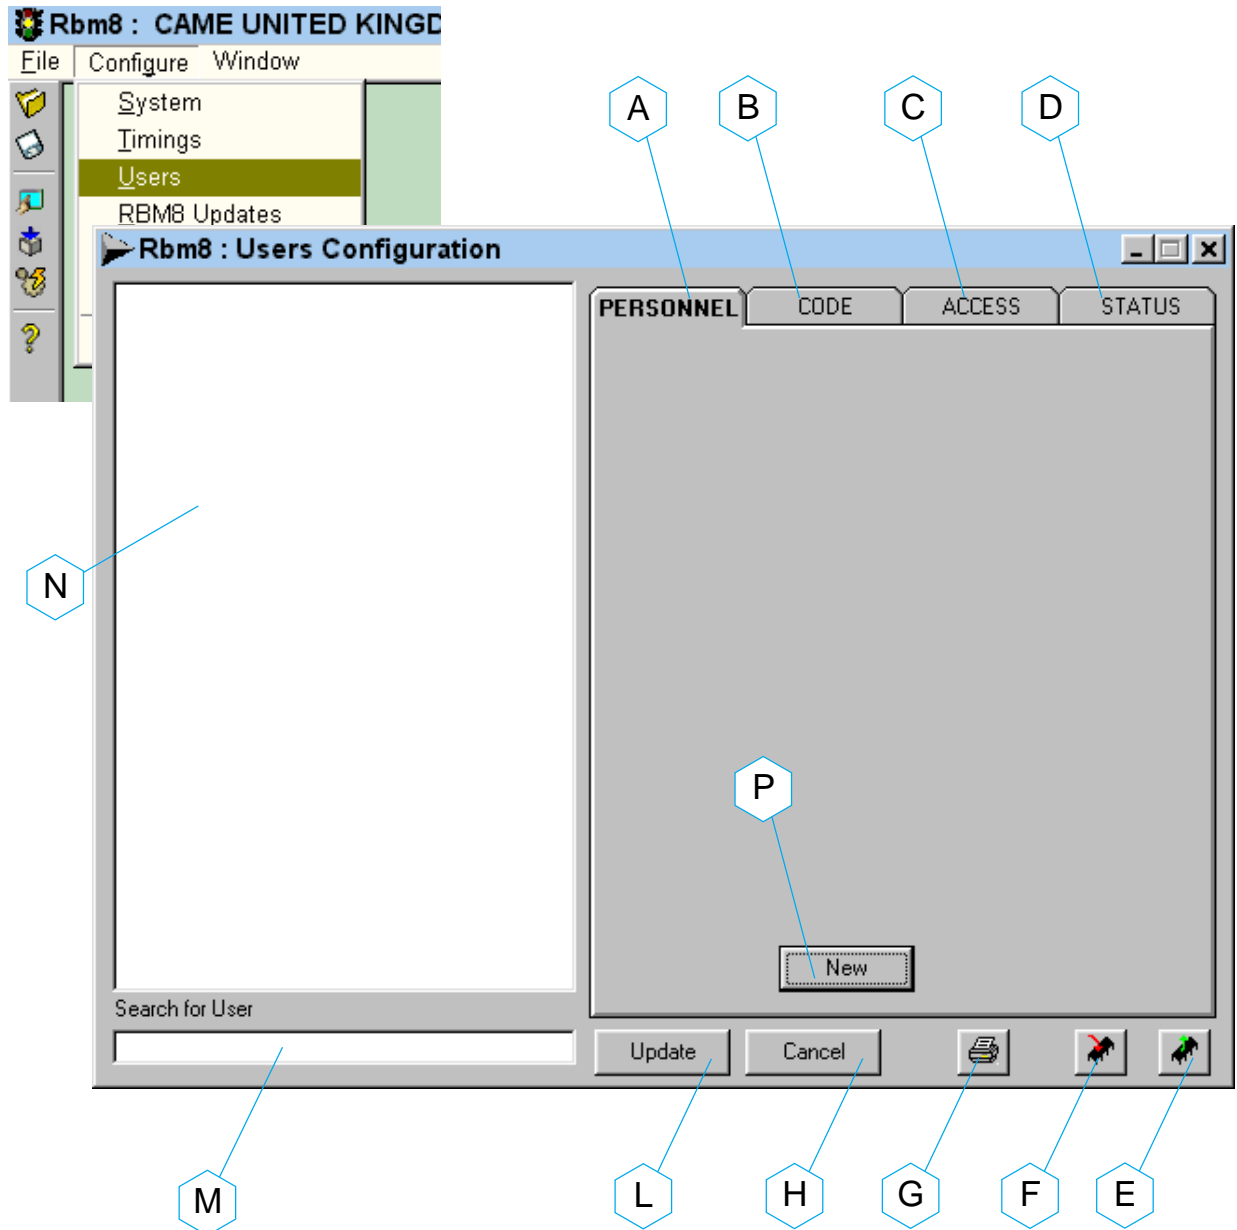 Rbm8 : CAME UNITED KINGD
File Configure Window
System
Timings
Users
RBM8 Updates
Rbm8 : Users Configuration
A
B
C
D
PERSONNEL CODE ACCESS STATUS
N
P
New
Search for User
Update Cancel
M
L
H
G
F
E